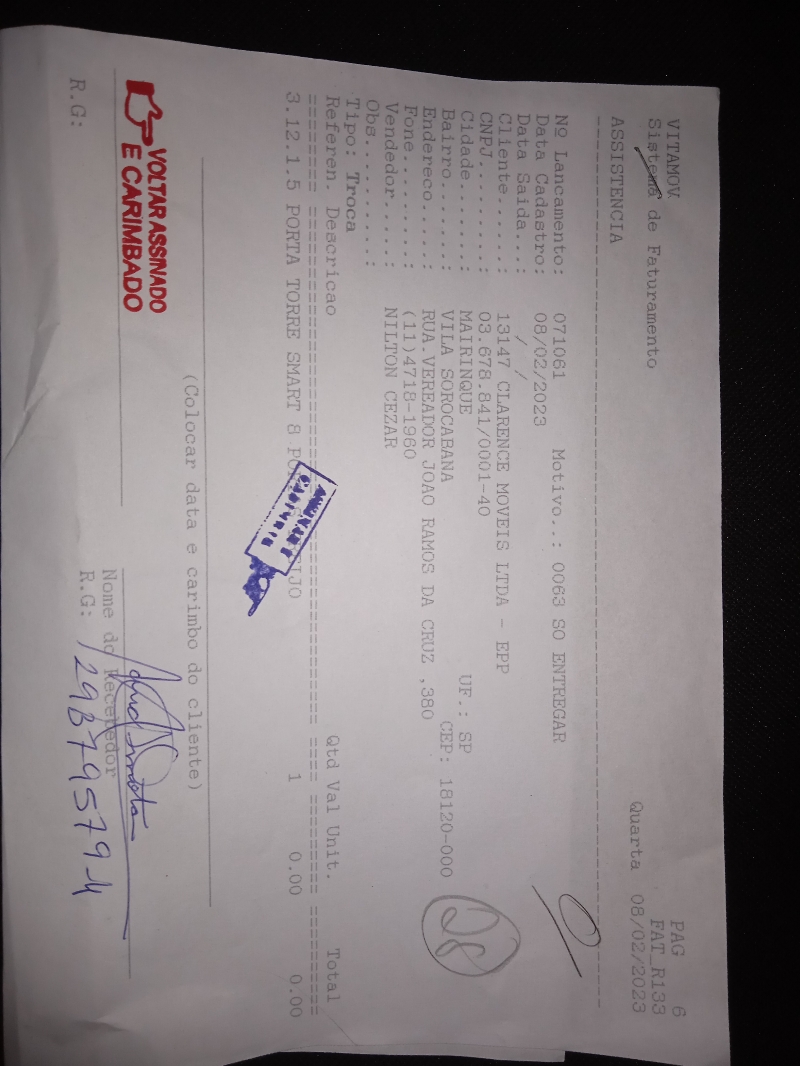 VITAMOV PAG 6
Sistema de Faturamento FAT_R133
Quarta 08/02/2023
ASSISTENCIA
Nº Lancamento: 071061 Motivo..: 0063 SO ENTREGAR
Data Cadastro: 08/02/2023
Data Saida...: / /
Cliente......: 13147 CLARENCE MOVEIS LTDA - EPP
CNPJ.........: 03.678.841/0001-40
Cidade.......: MAIRINQUE UF.: SP
Bairro.......: VILA SOROCABANA CEP: 18120-000
Endereco.....: RUA.VEREADOR JOAO RAMOS DA CRUZ ,380
Fone.........: (11)4718-1960
Vendedor.....: NILTON CEZAR
Obs..........:
28
Tipo: Troca
Referen. Descricao Qtd Val Unit. Total
3.12.1.5 PORTA TORRE SMART 8 1 0.00 0.00
(Colocar data e carimbo do cliente)
VOLTAR ASSINADO
E CARIMBADO
Nome do Recebedor
R.G: R.G: